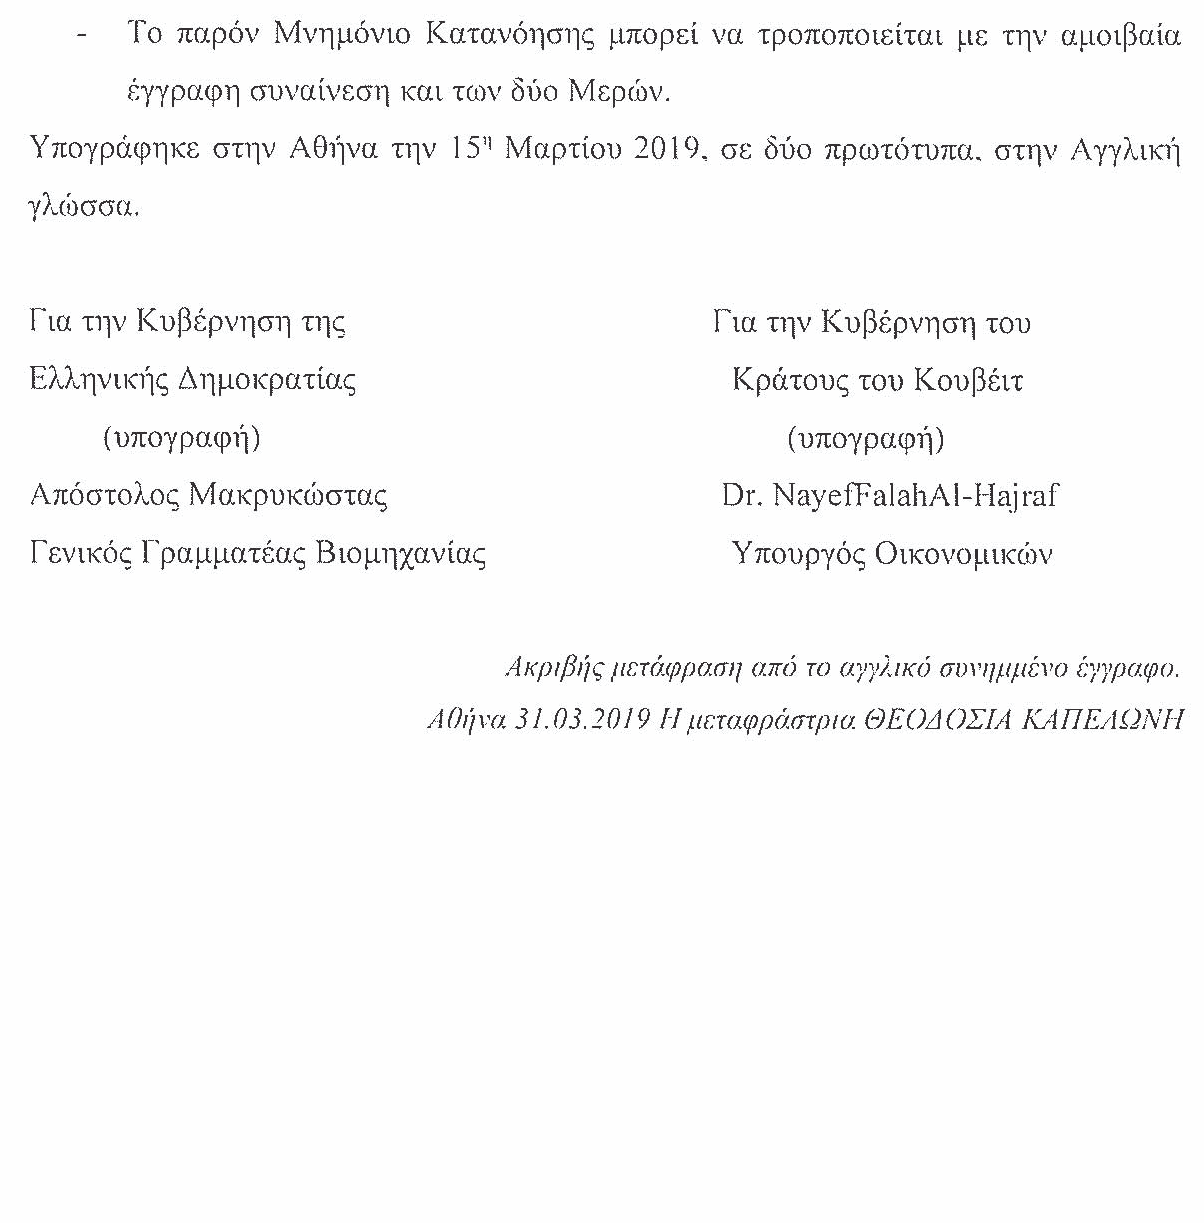 - Το παρόν Μνημόνιο Κατανόησης μπορεί να τροποποιείται με την αμοιβαία
έγγραφη συναίνεση και των δύο Μερών.
Υπογράφηκε στην Αθήνα την 15η Μαρτίου 2019, σε δύο πρωτότυπα, στην Αγγλική
γλώσσα.
Για την Κυβέρνηση της
Ελληνικής Δημοκρατίας
(υπογραφή)
Απόστολος Μακρυκώστας
Γενικός Γραμματέας Βιομηχανίας
Για την Κυβέρνηση του
Κράτους του Κουβέιτ
(υπογραφή)
Dr. NayefFalahAl-Hajraf
Υπουργός Οικονομικών
Ακριβής μετάφραση από το αγγλικό συνημμένο έγγραφο.
Αθήνα 31.03.2019 Η μεταφράστρια ΘΕΟΔΟΣΙΑ ΚΑΠΕΛΩΝΗ